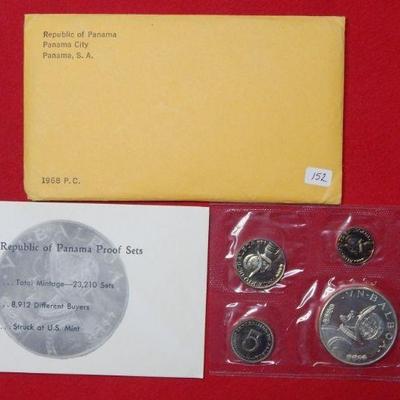 Republic of Panama
Panama City
Panama, S. A.
1968 P.C.
152
Republic of Panama Proof Sets
...Total Mintage—23,210 Sets
...8,912 Different Buyers
...Struck at U.S. Mint
VN·BALBOA